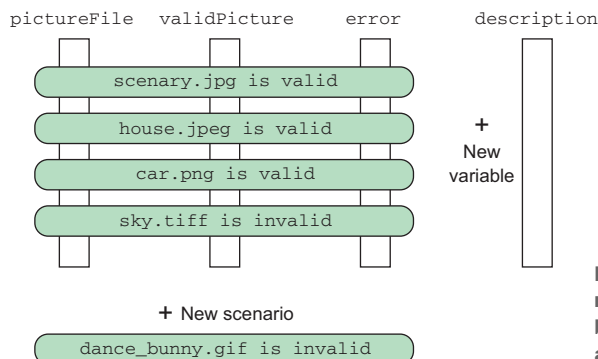 pictureFile validPicture error description
scenary.jpg is valid
house.jpeg is valid
car.png is valid
sky.tiff is invalid
+
New
variable
+ New scenario
dance_bunny.gif is invalid